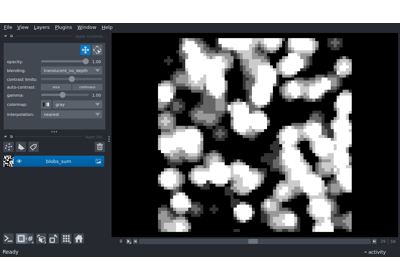 File View Layers Plugins Window Help
opacity: 1.00
blending: translucent_no_depth
contrast limits:
auto-contrast: once continuous
gamma: 1.00
colormap: gray
interpolation: nearest
blobs_sum
Ready
activity